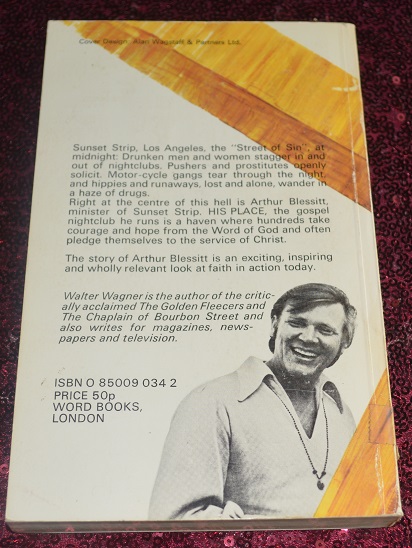 Cover Design: Alan Wagstaff & Partners Ltd.
Sunset Strip, Los Angeles, the "Street of Sin", at
midnight: Drunken men and women stagger in and
out of nightclubs. Pushers and prostitutes openly
solicit. Motor-cycle gangs tear through the night,
and hippies and runaways, lost and alone, wander in
a haze of drugs.
Right at the centre of this hell is Arthur Blessitt,
minister of Sunset Strip. HIS PLACE, the gospel
nightclub he runs is a haven where hundreds take
courage and hope from the Word of God and often
pledge themselves to the service of Christ.
The story of Arthur Blessitt is an exciting, inspiring
and wholly relevant look at faith in action today.
Walter Wagner is the author of the critic-
ally acclaimed The Golden Fleecers and
The Chaplain of Bourbon Street and
also writes for magazines, news-
papers and television.
ISBN 0 85009 034 2
PRICE 50p
WORD BOOKS,
LONDON